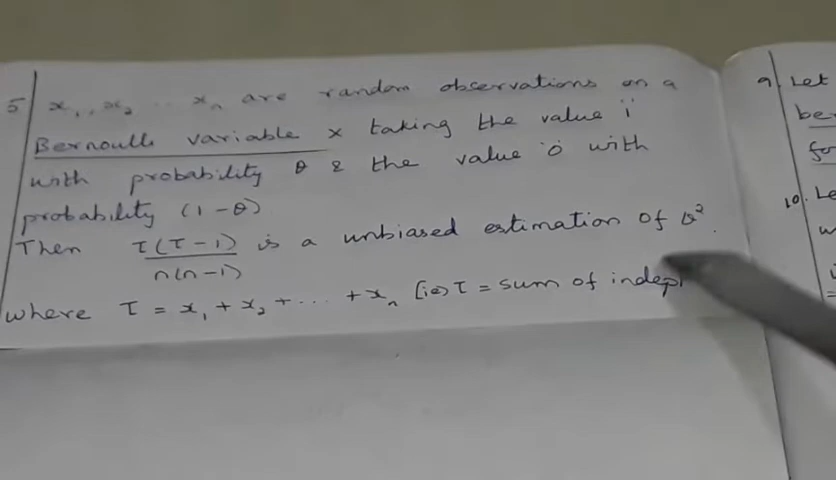 5 x₁, x₂ ... xₙ are random observations on a
Bernoulli variable x taking the value 1
with probability θ & the value 0 with
probability (1-θ)
Then τ(τ-1)/n(n-1) is a unbiased estimation of θ².
where τ = x₁ + x₂ + ... + xₙ (ie) τ = sum of indep
9. Let
be
fo
10. Le
w